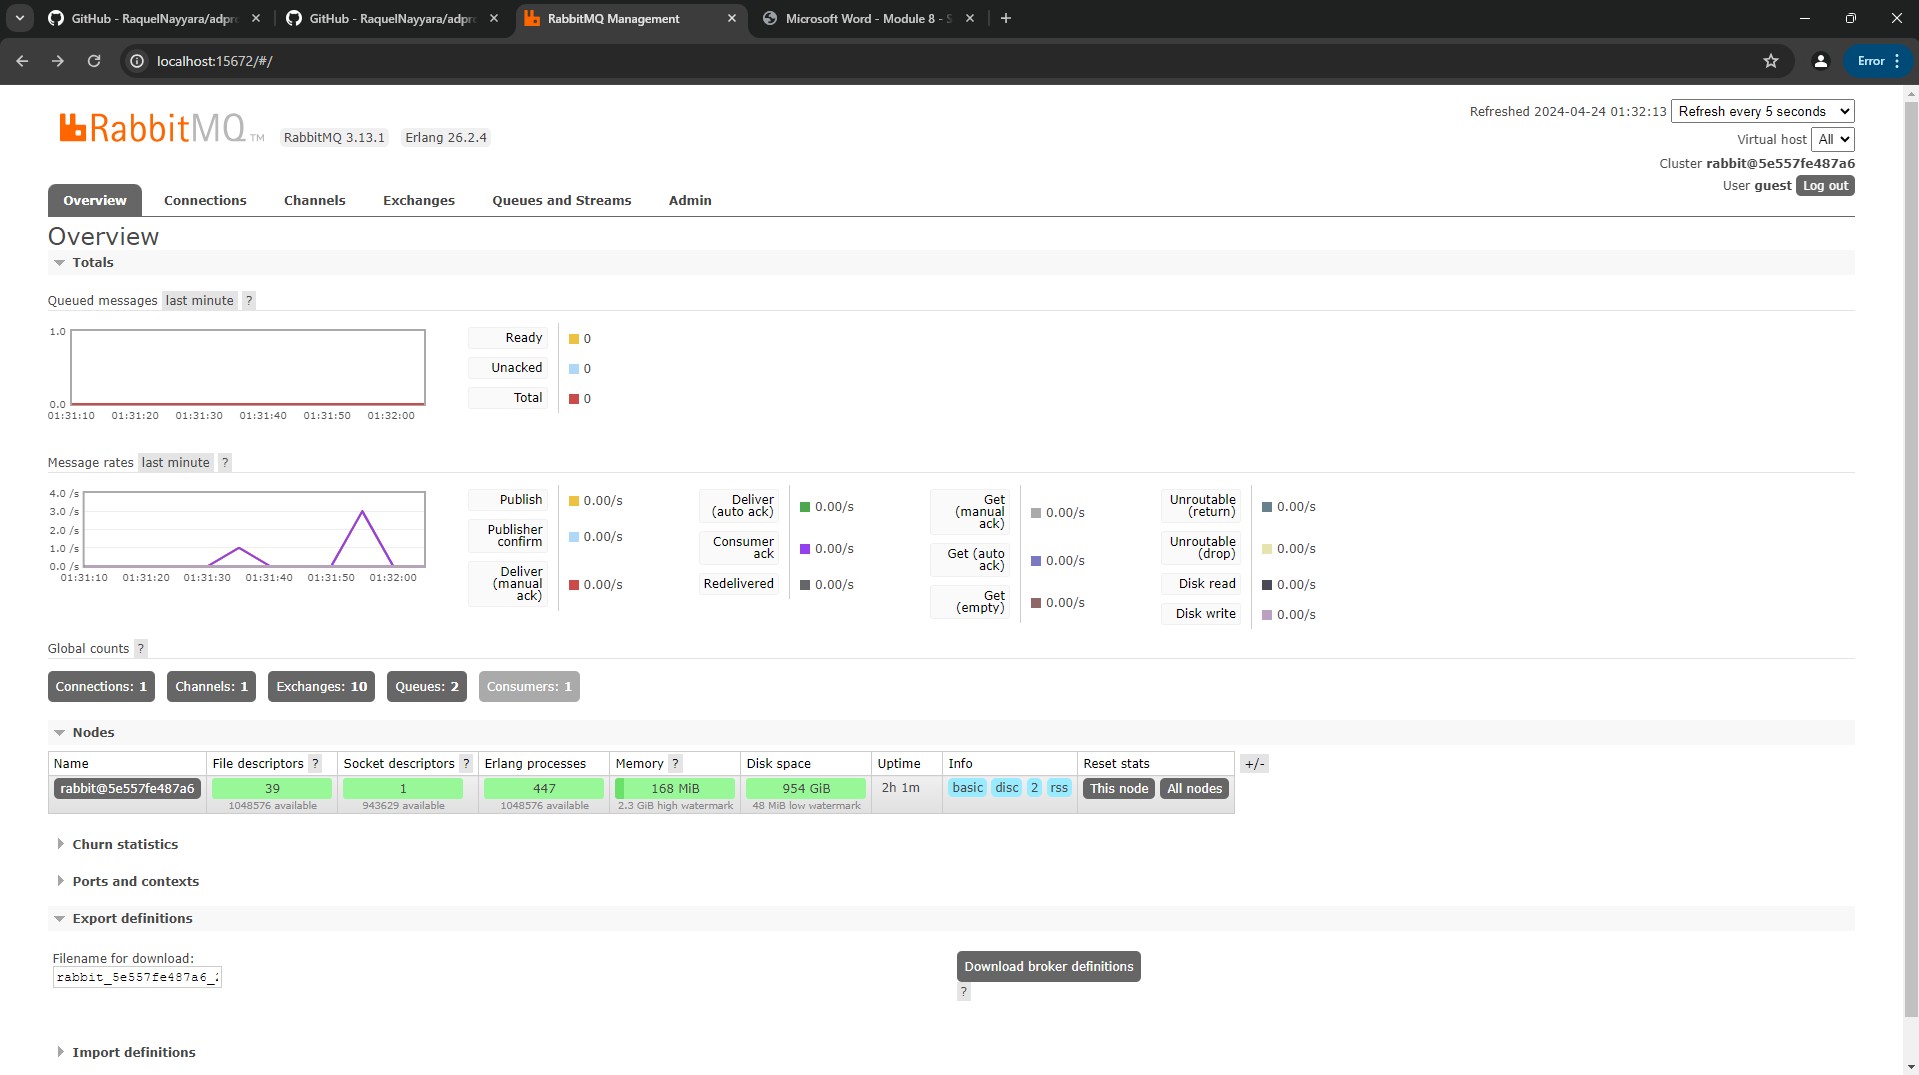 GitHub - RaquelNayyara/adpr
GitHub - RaquelNayyara/adpr
RabbitMQ Management
Microsoft Word - Module 8 - S
localhost:15672/#/
Error
RabbitMQ TM
RabbitMQ 3.13.1
Erlang 26.2.4
Refreshed 2024-04-24 01:32:13
Refresh every 5 seconds
Virtual host
All
Cluster rabbit@5e557fe487a6
User guest
Log out
Overview
Connections
Channels
Exchanges
Queues and Streams
Admin
Overview
Totals
Queued messages last minute ?
1.0
0.0
01:31:10 01:31:20 01:31:30 01:31:40 01:31:50 01:32:00
Ready 0
Unacked 0
Total 0
Message rates last minute ?
4.0 /s
3.0 /s
2.0 /s
1.0 /s
0.0 /s
01:31:10 01:31:20 01:31:30 01:31:40 01:31:50 01:32:00
Publish 0.00/s
Publisher
confirm
0.00/s
Deliver
(manual
ack)
0.00/s
Deliver
(auto ack)
0.00/s
Consumer
ack
0.00/s
Redelivered 0.00/s
Get
(manual
ack)
0.00/s
Get (auto
ack)
0.00/s
Get
(empty)
0.00/s
Unroutable
(return)
0.00/s
Unroutable
(drop)
0.00/s
Disk read 0.00/s
Disk write 0.00/s
Global counts ?
Connections: 1
Channels: 1
Exchanges: 10
Queues: 2
Consumers: 1
Nodes
Name File descriptors ? Socket descriptors ? Erlang processes Memory ? Disk space Uptime Info Reset stats +/-
rabbit@5e557fe487a6 39 1 447 168 MiB 954 GiB 2h 1m basic disc 2 rss This node All nodes
1048576 available 943629 available 1048576 available 2.3 GiB high watermark 48 MiB low watermark
Churn statistics
Ports and contexts
Export definitions
Filename for download:
rabbit_5e557fe487a6_
Download broker definitions
?
Import definitions